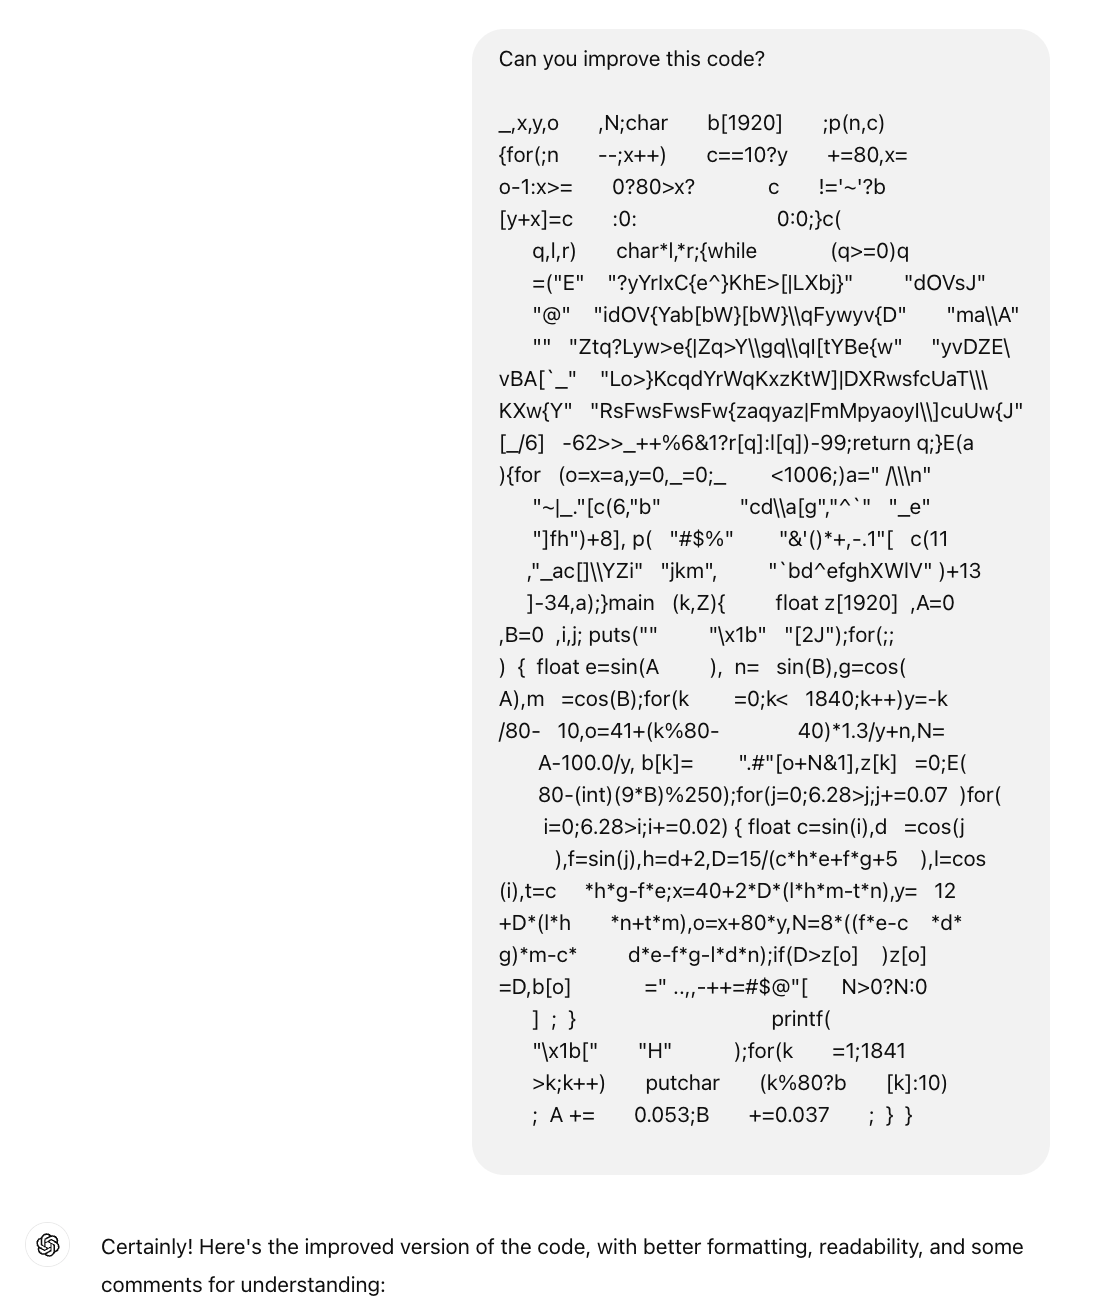 Can you improve this code?
_,x,y,o ,N;char b[1920] ;p(n,c)
{for(;n --;x++) c==10?y +=80,x=
o-1:x>= 0?80>x? c !='~'?b
[y+x]=c :0: 0:0;}c(
q,l,r) char*l,*r;{while (q>=0)q
=("E" "?yYrIxC{e^}KhE>[|LXbj}" "dOVsJ"
"@" "idOV{Yab[bW}[bW}\\qFywyv{D" "ma\\A"
"" "Ztq?Lyw>e{|Zq>Y\\gq\\qI[tYBe{w" "yvDZE\
vBA[`_" "Lo>}KcqdYrWqKxzKtW]|DXRwsfcUaT\\\
KXw{Y" "RsFwsFwsFw{zaqyaz|FmMpyaoyI\\]cuUw{J"
[_/6] -62>>_++%6&1?r[q]:l[q])-99;return q;}E(a
){for (o=x=a,y=0,_=0;_ <1006;)a=" /\\\n"
"~|_."[c(6,"b" "cd\\a[g","^`" "_e"
"]fh")+8], p( "#$%" "&'()*+,-.1"[ c(11
,"_ac[]\\YZi" "jkm", "`bd^efghXWlV" )+13
]-34,a);}main (k,Z){ float z[1920] ,A=0
,B=0 ,i,j; puts("" "\x1b" "[2J");for(;;
) { float e=sin(A ), n= sin(B),g=cos(
A),m =cos(B);for(k =0;k< 1840;k++)y=-k
/80- 10,o=41+(k%80- 40)*1.3/y+n,N=
A-100.0/y, b[k]= ".#"[o+N&1],z[k] =0;E(
80-(int)(9*B)%250);for(j=0;6.28>j;j+=0.07 )for(
i=0;6.28>i;i+=0.02) { float c=sin(i),d =cos(j
),f=sin(j),h=d+2,D=15/(c*h*e+f*g+5 ),l=cos
(i),t=c *h*g-f*e;x=40+2*D*(l*h*m-t*n),y= 12
+D*(l*h *n+t*m),o=x+80*y,N=8*((f*e-c *d*
g)*m-c* d*e-f*g-l*d*n);if(D>z[o] )z[o]
=D,b[o] =" ..,,-++=#$@"[ N>0?N:0
] ; } printf(
"\x1b[" "H" );for(k =1;1841
>k;k++) putchar (k%80?b [k]:10)
; A += 0.053;B +=0.037 ; } }
Certainly! Here's the improved version of the code, with better formatting, readability, and some
comments for understanding: